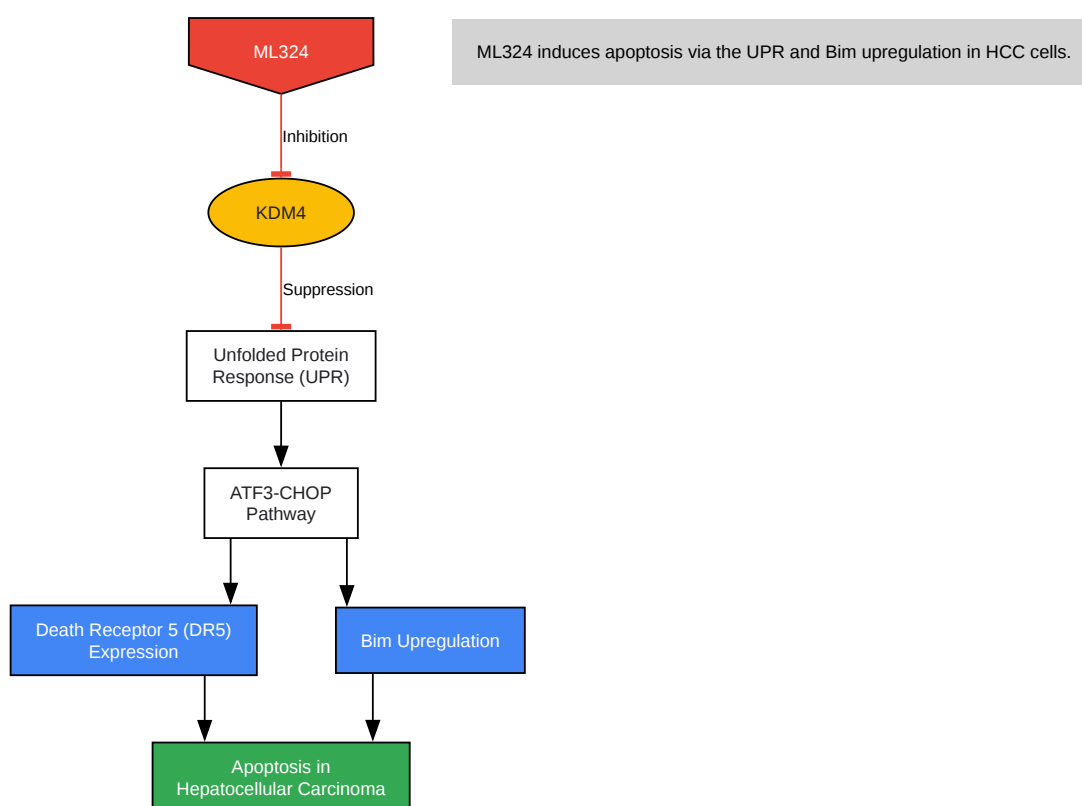 ML324
ML324 induces apoptosis via the UPR and Bim upregulation in HCC cells.
Inhibition
KDM4
Suppression
Unfolded Protein
Response (UPR)
ATF3-CHOP
Pathway
Death Receptor 5 (DR5)
Expression
Bim Upregulation
Apoptosis in
Hepatocellular Carcinoma